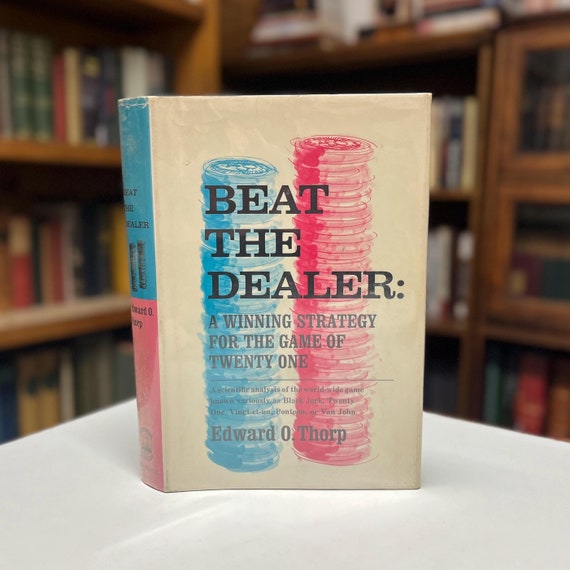 BEAT
THE
DEALER:
A WINNING STRATEGY
FOR THE GAME OF
TWENTY ONE
A scientific analysis of the world-wide game
known variously as Black Jack, Twenty-
One, Vingt-et-un, Pontoon, or Van John
Edward O. Thorp
BEAT
THE
DEALER
Edward O.
Thorp